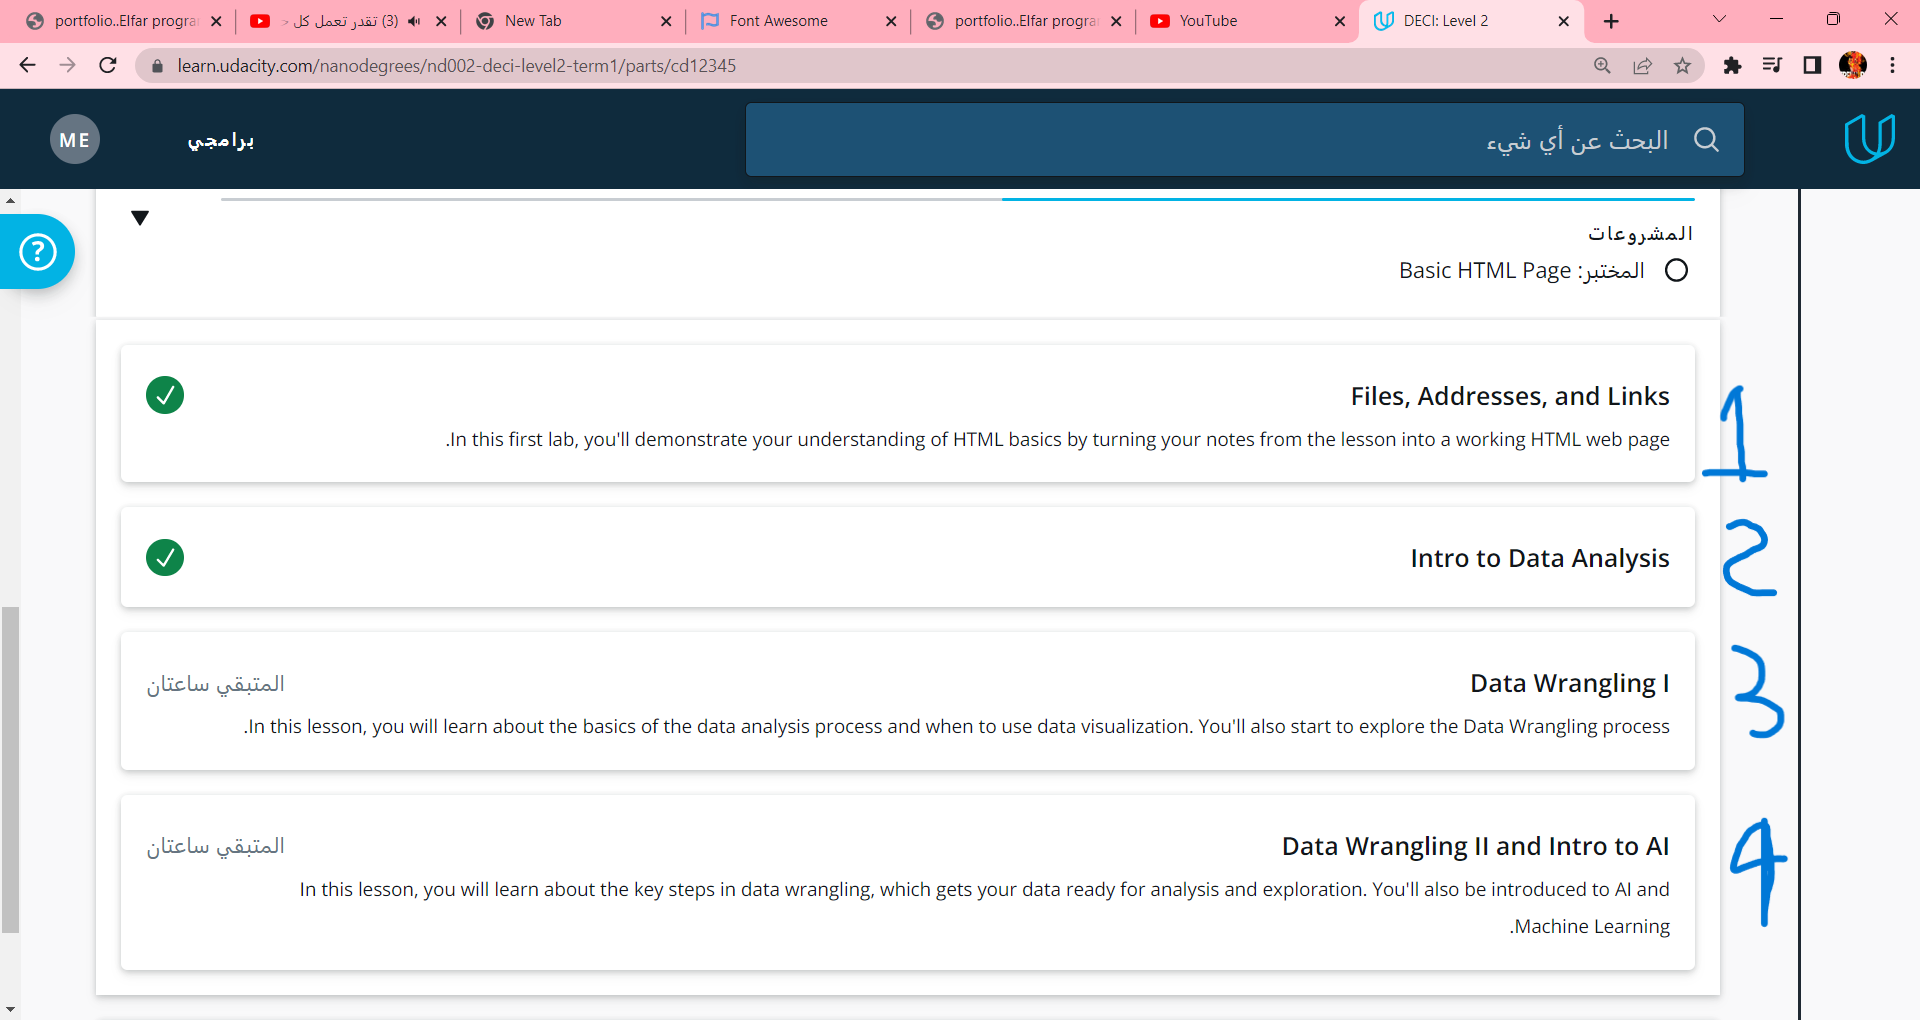 portfolio..Elfar progra
(3) تقدر تعمل كل
New Tab
Font Awesome
portfolio..Elfar progra
YouTube
DECI: Level 2
learn.udacity.com/nanodegrees/nd002-deci-level2-term1/parts/cd12345
البحث عن أي شيء
برامجي
ME
?
المشروعات
المختبر: Basic HTML Page
Files, Addresses, and Links
In this first lab, you'll demonstrate your understanding of HTML basics by turning your notes from the lesson into a working HTML web page.
1
Intro to Data Analysis
2
Data Wrangling I
المتبقي ساعتان
In this lesson, you will learn about the basics of the data analysis process and when to use data visualization. You'll also start to explore the Data Wrangling process.
3
Data Wrangling II and Intro to AI
المتبقي ساعتان
In this lesson, you will learn about the key steps in data wrangling, which gets your data ready for analysis and exploration. You'll also be introduced to AI and
Machine Learning.
4